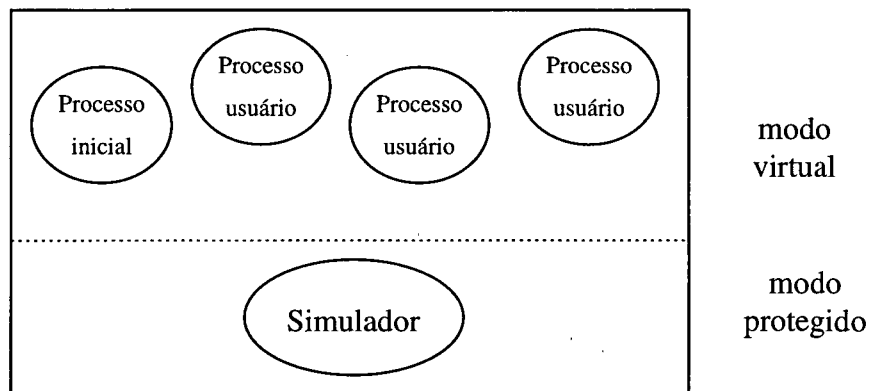 Processo
inicial
Processo
usuário
Processo
usuário
Processo
usuário
modo
virtual
Simulador
modo
protegido